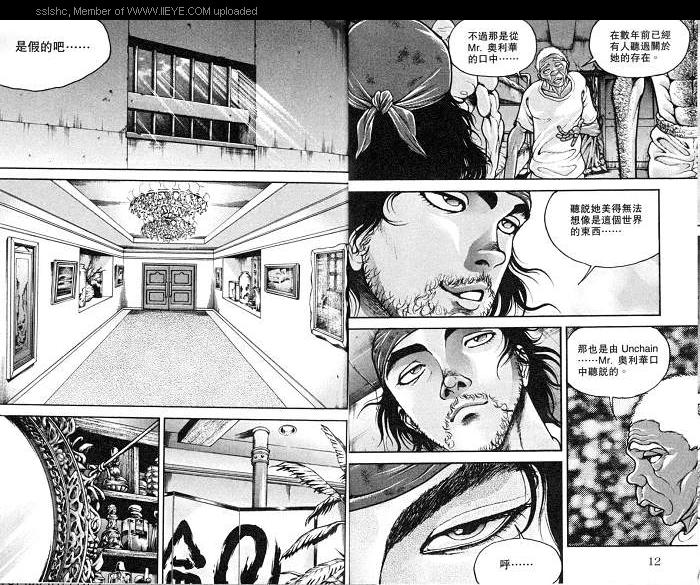 sslshc, Member of WWW.IIEYE.COM uploaded
在數年前已經
有人聽過關於
她的存在。
不過那是從
Mr. 奧利華
的口中……
聽說她美得無法
想像是這個世界
的東西……
那也是由 Unchain
……Mr. 奧利華口
中聽說的。
呼……
12
是假的吧……